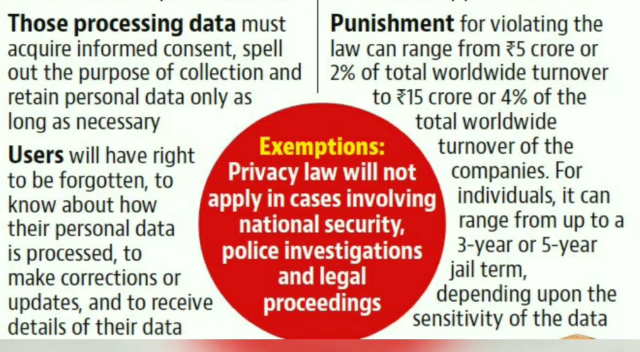 Those processing data must
acquire informed consent, spell
out the purpose of collection and
retain personal data only as
long as necessary
Users will have right
to be forgotten, to
know about how
their personal data
is processed, to
make corrections or
updates, and to receive
details of their data
Exemptions:
Privacy law will not
apply in cases involving
national security,
police investigations
and legal
proceedings
Punishment for violating the
law can range from ₹5 crore or
2% of total worldwide turnover
to ₹15 crore or 4% of the
total worldwide
turnover of the
companies. For
individuals, it can
range from up to a
3-year or 5-year
jail term,
depending upon the
sensitivity of the data